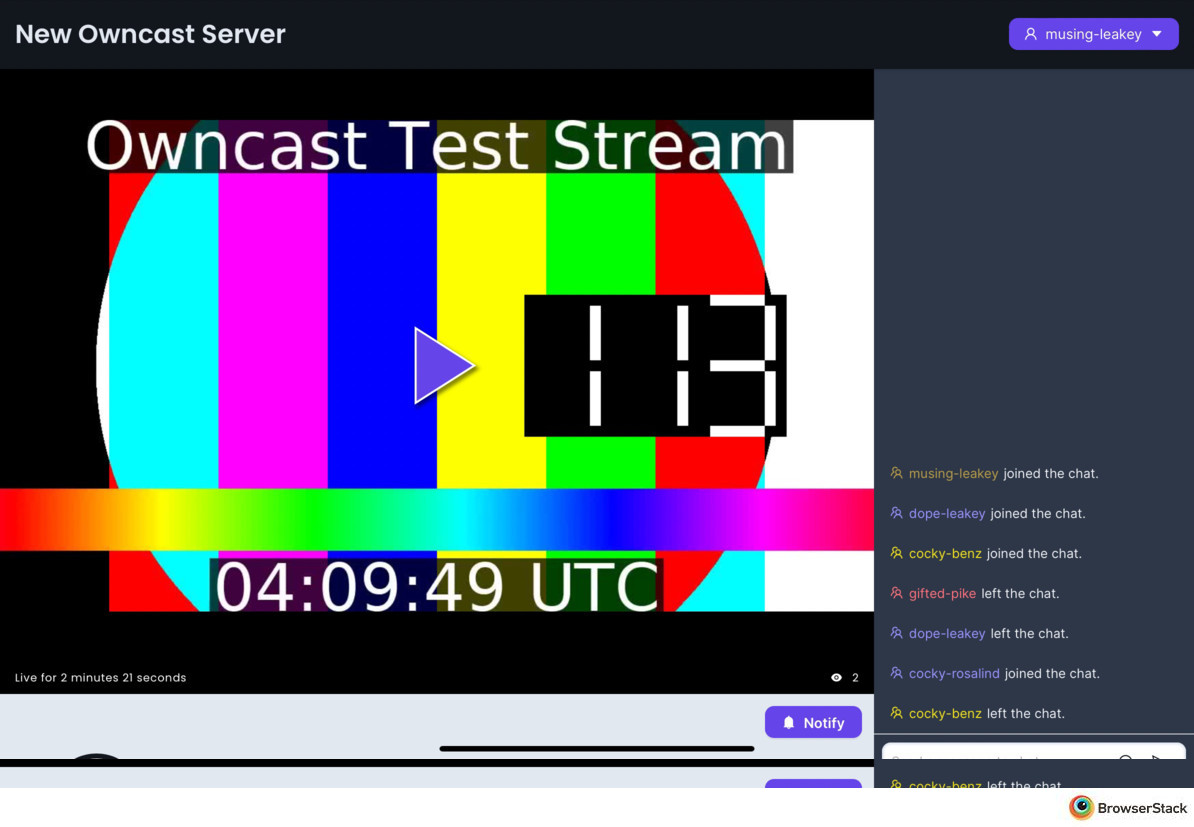 New Owncast Server
musing-leakey
Owncast Test Stream
113
04:09:49 UTC
Live for 2 minutes 21 seconds
2
Notify
musing-leakey joined the chat.
dope-leakey joined the chat.
cocky-benz joined the chat.
gifted-pike left the chat.
dope-leakey left the chat.
cocky-rosalind joined the chat.
cocky-benz left the chat.
cocky-benz left the chat
BrowserStack